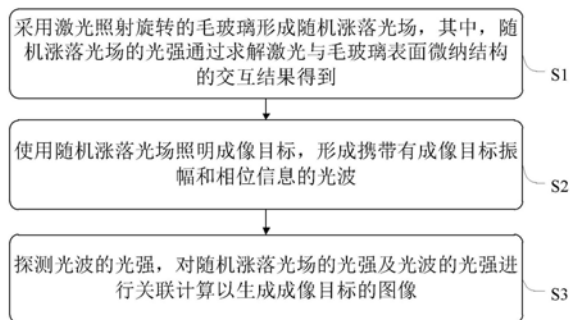 采用激光照射旋转的毛玻璃形成随机涨落光场，其中，随
机涨落光场的光强通过求解激光与毛玻璃表面微纳结构
的交互结果得到
S1
使用随机涨落光场照明成像目标，形成携带有成像目标振
幅和相位信息的光波
S2
探测光波的光强，对随机涨落光场的光强及光波的光强进
行关联计算以生成成像目标的图像
S3